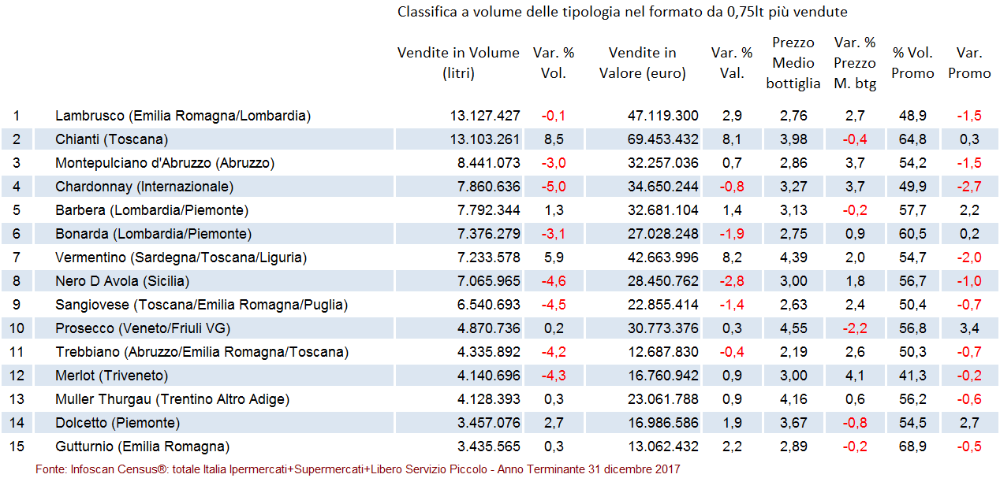 Classifica a volume delle tipologia nel formato da 0,75lt più vendute
Vendite in Volume (litri) Var. % Vol. Vendite in Valore (euro) Var. % Val. Prezzo Medio bottiglia Var. % Prezzo M. btg % Vol. Promo Var. Promo
1 Lambrusco (Emilia Romagna/Lombardia) 13.127.427 -0,1 47.119.300 2,9 2,76 2,7 48,9 -1,5
2 Chianti (Toscana) 13.103.261 8,5 69.453.432 8,1 3,98 -0,4 64,8 0,3
3 Montepulciano d'Abruzzo (Abruzzo) 8.441.073 -3,0 32.257.036 0,7 2,86 3,7 54,2 -1,5
4 Chardonnay (Internazionale) 7.860.636 -5,0 34.650.244 -0,8 3,27 3,7 49,9 -2,7
5 Barbera (Lombardia/Piemonte) 7.792.344 1,3 32.681.104 1,4 3,13 -0,2 57,7 2,2
6 Bonarda (Lombardia/Piemonte) 7.376.279 -3,1 27.028.248 -1,9 2,75 0,9 60,5 0,2
7 Vermentino (Sardegna/Toscana/Liguria) 7.233.578 5,9 42.663.996 8,2 4,39 2,0 54,7 -2,0
8 Nero D Avola (Sicilia) 7.065.965 -4,6 28.450.762 -2,8 3,00 1,8 56,7 -1,0
9 Sangiovese (Toscana/Emilia Romagna/Puglia) 6.540.693 -4,5 22.855.414 -1,4 2,63 2,4 50,4 -0,7
10 Prosecco (Veneto/Friuli VG) 4.870.736 0,2 30.773.376 0,3 4,55 -2,2 56,8 3,4
11 Trebbiano (Abruzzo/Emilia Romagna/Toscana) 4.335.892 -4,2 12.687.830 -0,4 2,19 2,6 50,3 -0,7
12 Merlot (Triveneto) 4.140.696 -4,3 16.760.942 0,9 3,00 4,1 41,3 -0,2
13 Muller Thurgau (Trentino Altro Adige) 4.128.393 0,3 23.061.788 0,9 4,16 0,6 56,2 -0,6
14 Dolcetto (Piemonte) 3.457.076 2,7 16.986.586 1,9 3,67 -0,8 54,5 2,7
15 Gutturnio (Emilia Romagna) 3.435.565 0,3 13.062.432 2,2 2,89 -0,2 68,9 -0,5
Fonte: Infoscan Census®: totale Italia Ipermercati+Supermercati+Libero Servizio Piccolo - Anno Terminante 31 dicembre 2017